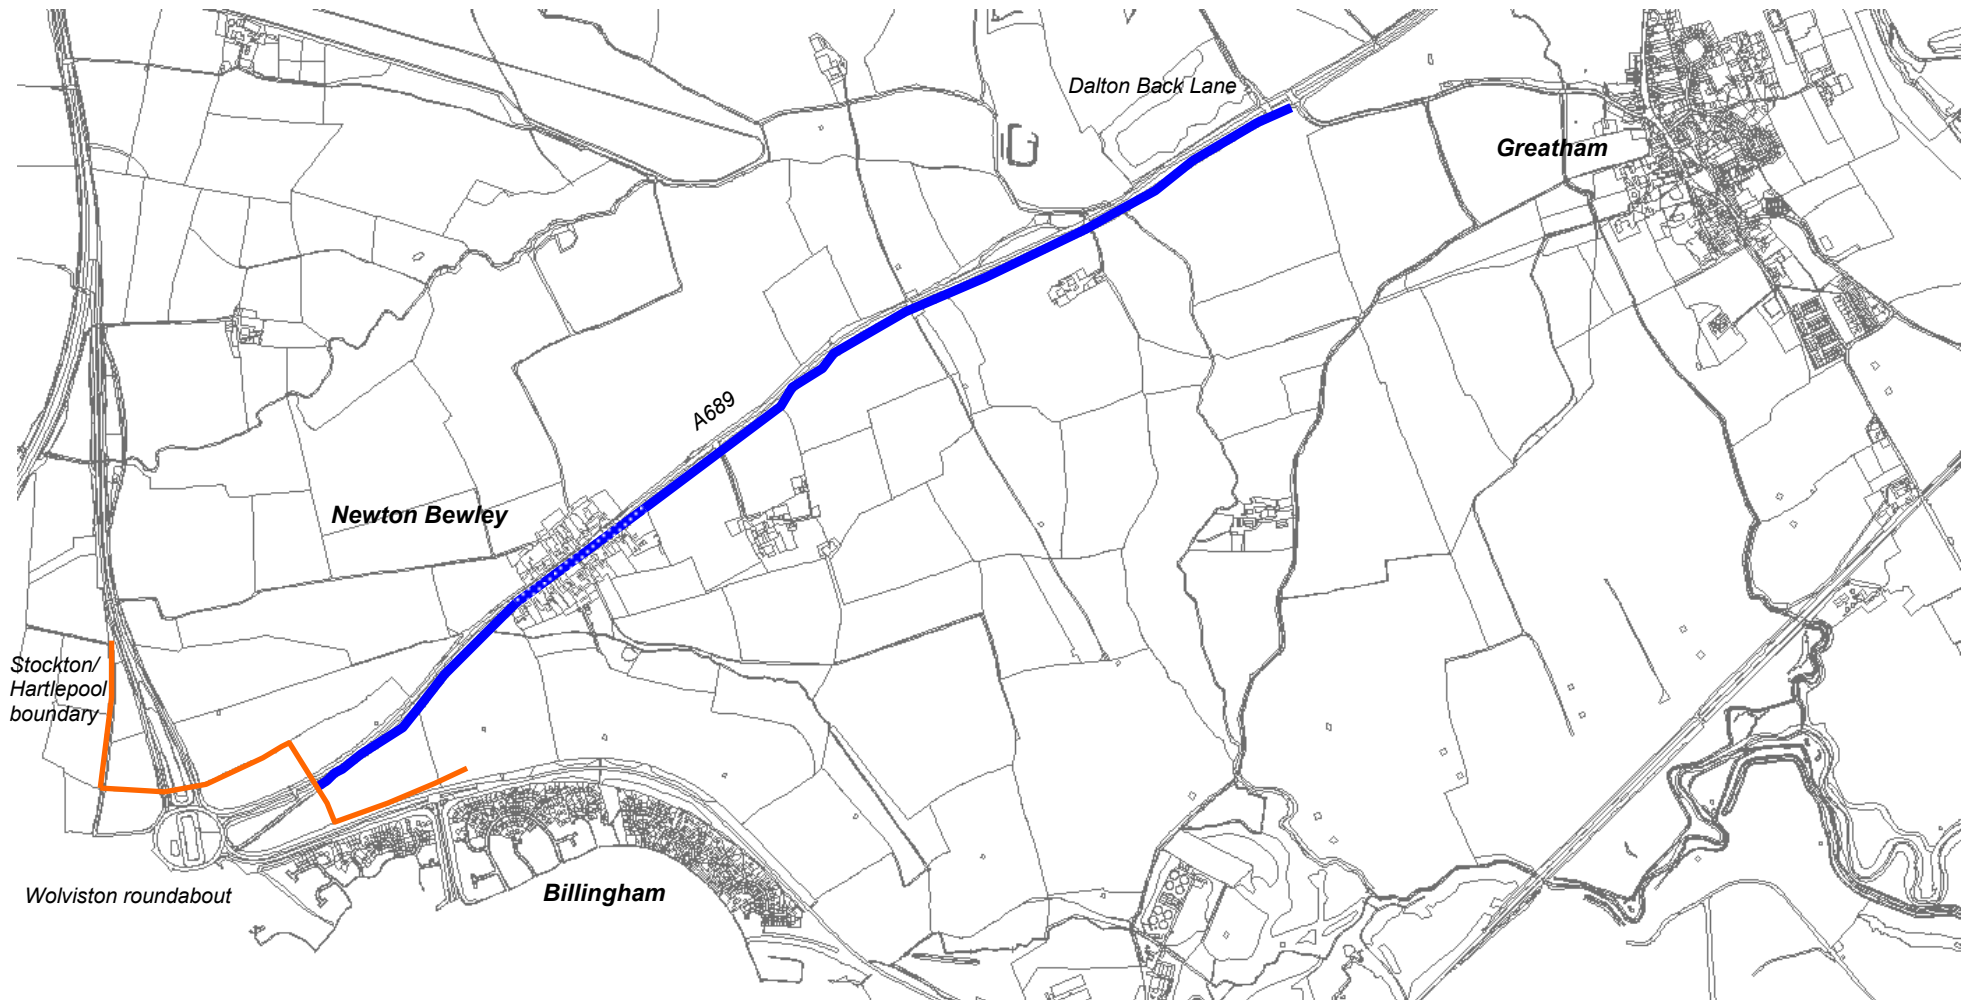 Dalton Back Lane
Greatham
A689
Newton Bewley
Stockton/
Hartlepool
boundary
Billingham
Wolviston roundabout